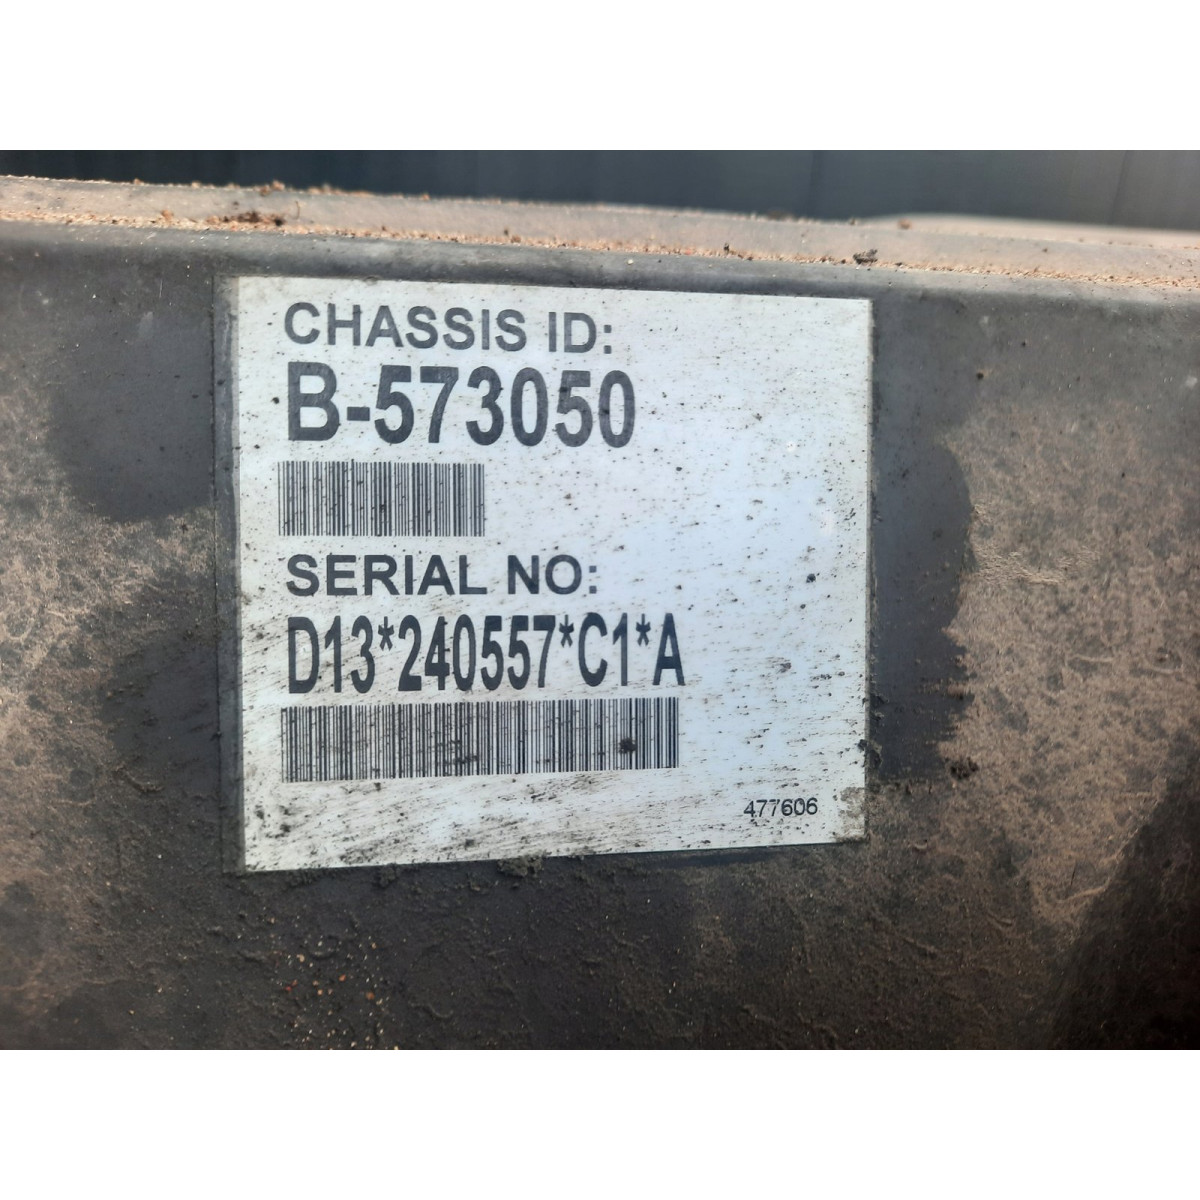 CHASSIS ID:
B-573050
SERIAL NO:
D13*240557*C1*A
477606